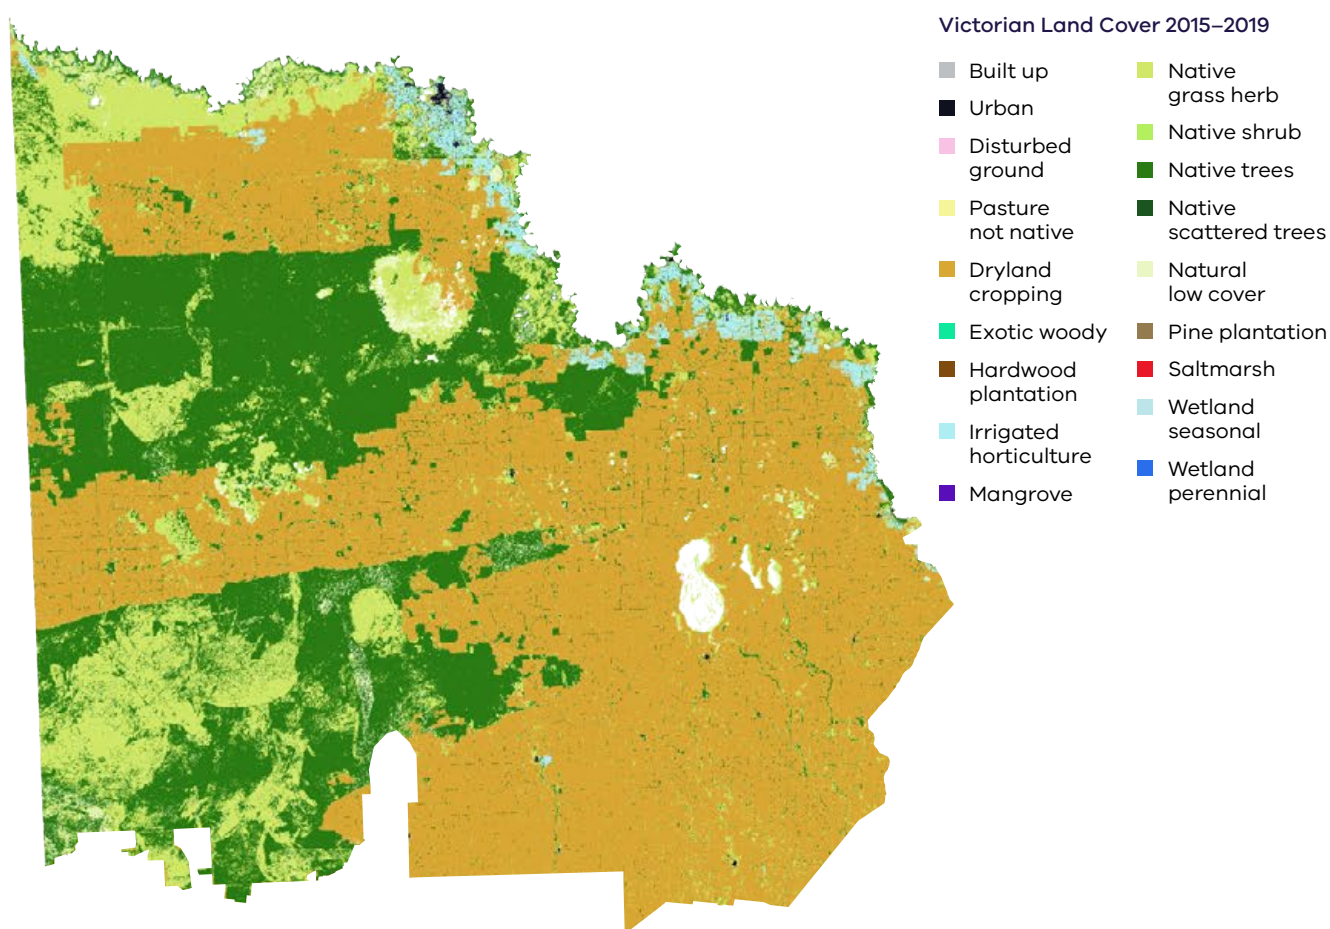 Victorian Land Cover 2015–2019
Built up
Urban
Disturbed
ground
Pasture
not native
Dryland
cropping
Exotic woody
Hardwood
plantation
Irrigated
horticulture
Mangrove
Native
grass herb
Native shrub
Native trees
Native
scattered trees
Natural
low cover
Pine plantation
Saltmarsh
Wetland
seasonal
Wetland
perennial